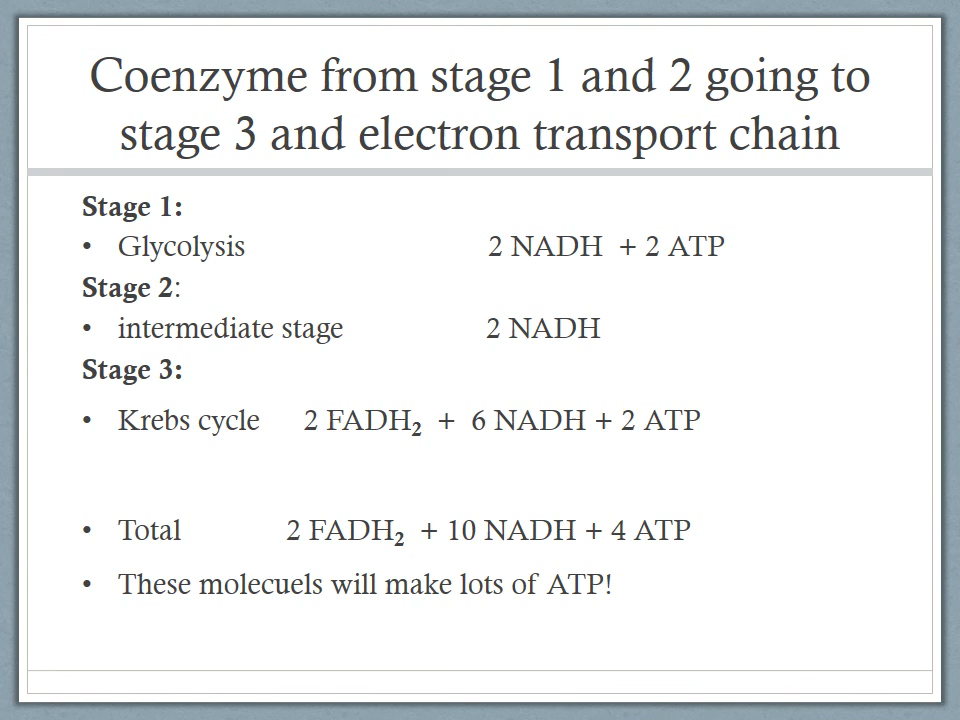 Coenzyme from stage 1 and 2 going to
stage 3 and electron transport chain
Stage 1:
• Glycolysis 2 NADH + 2 ATP
Stage 2:
• intermediate stage 2 NADH
Stage 3:
• Krebs cycle 2 FADH₂ + 6 NADH + 2 ATP
• Total 2 FADH₂ + 10 NADH + 4 ATP
• These molecuels will make lots of ATP!